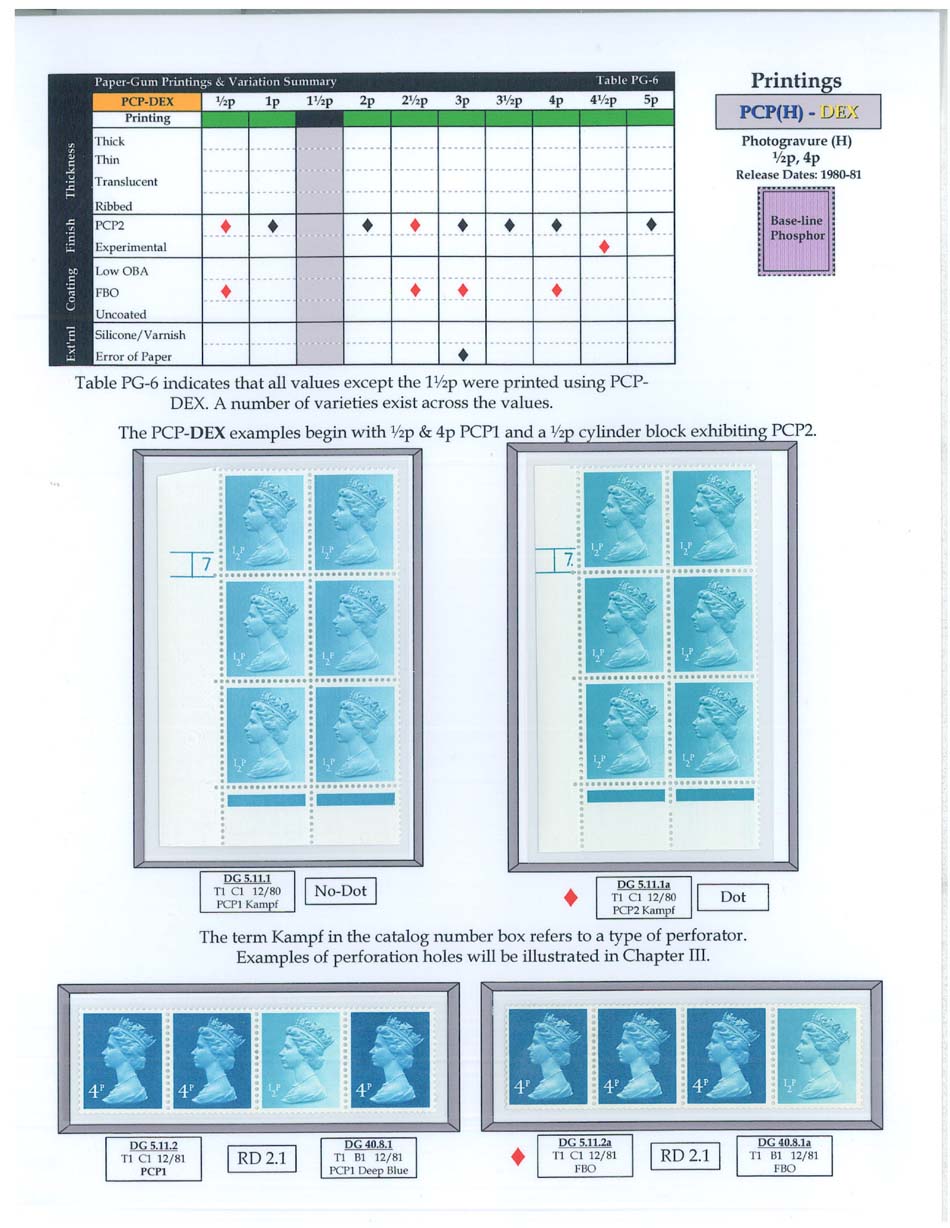 Paper-Gum Printings & Variation Summary Table PG-6
PCP-DEX ½p 1p 1½p 2p 2½p 3p 3½p 4p 4½p 5p
Printing
Thickness
Thick
Thin
Translucent
Ribbed
Finish
PCP2
Experimental
Coating
Low OBA
FBO
Uncoated
Ext'rnl
Silicone/Varnish
Error of Paper
Printings
PCP(H) - DEX
Photogravure (H)
½p, 4p
Release Dates: 1980-81
Base-line
Phosphor
Table PG-6 indicates that all values except the 1½p were printed using PCP-
DEX. A number of varieties exist across the values.
The PCP-DEX examples begin with ½p & 4p PCP1 and a ½p cylinder block exhibiting PCP2.
½P ½P
7
½P ½P
½P ½P
½P ½P
7.
½P ½P
½P ½P
DG 5.11.1
T1 C1 12/80
PCP1 Kampf
No-Dot
DG 5.11.1a
T1 C1 12/80
PCP2 Kampf
Dot
The term Kampf in the catalog number box refers to a type of perforator.
Examples of perforation holes will be illustrated in Chapter III.
4P 4P ½P 4P
4P 4P 4P ½P
DG 5.11.2
T1 C1 12/81
PCP1
RD 2.1
DG 40.8.1
T1 B1 12/81
PCP1 Deep Blue
DG 5.11.2a
T1 C1 12/81
FBO
RD 2.1
DG 40.8.1a
T1 B1 12/81
FBO